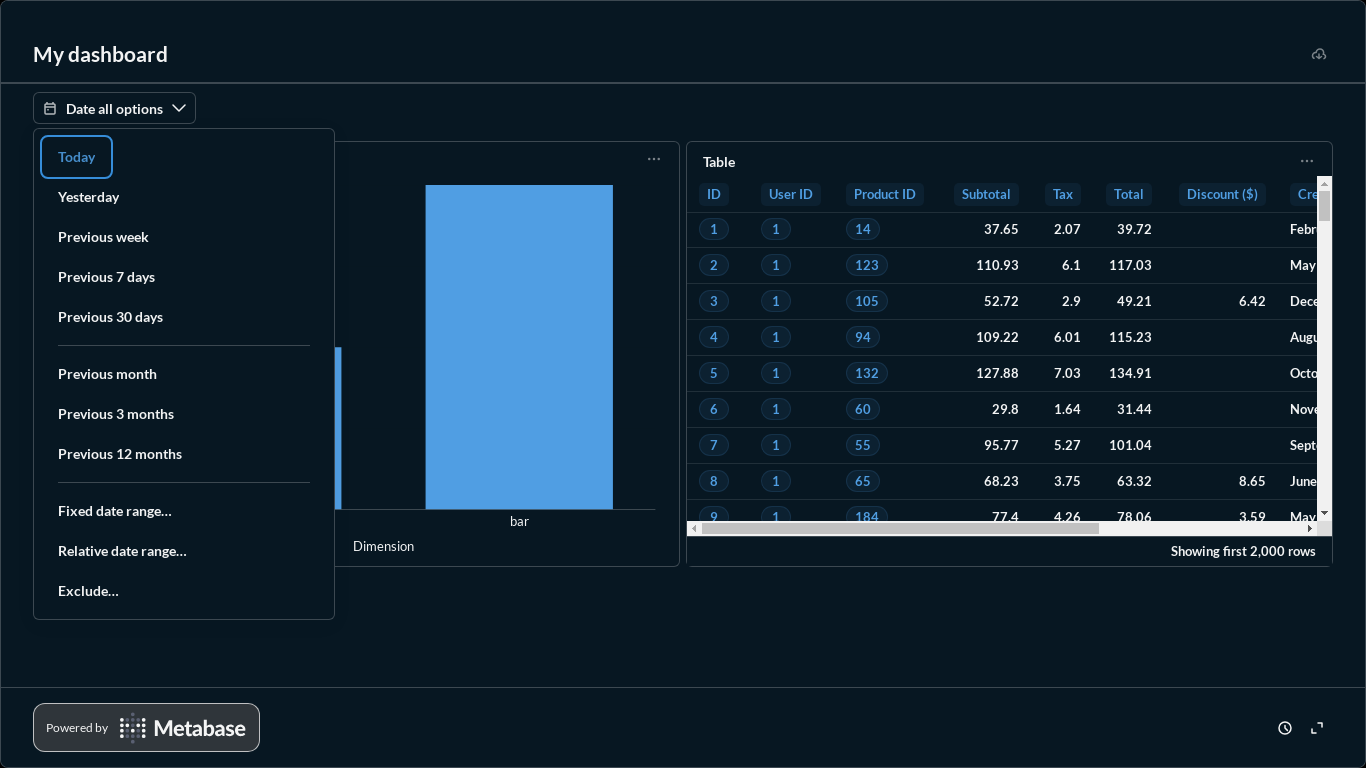 My dashboard
Date all options
Today
Yesterday
Previous week
Previous 7 days
Previous 30 days
Previous month
Previous 3 months
Previous 12 months
Fixed date range...
Relative date range...
Exclude...
bar
Dimension
Table
ID User ID Product ID Subtotal Tax Total Discount ($) Cre
1 1 14 37.65 2.07 39.72 Febru
2 1 123 110.93 6.1 117.03 May
3 1 105 52.72 2.9 49.21 6.42 Dece
4 1 94 109.22 6.01 115.23 Augu
5 1 132 127.88 7.03 134.91 Octo
6 1 60 29.8 1.64 31.44 Nove
7 1 55 95.77 5.27 101.04 Septe
8 1 65 68.23 3.75 63.32 8.65 June
9 1 184 77.4 4.26 78.06 3.59 May
Showing first 2,000 rows
Powered by Metabase